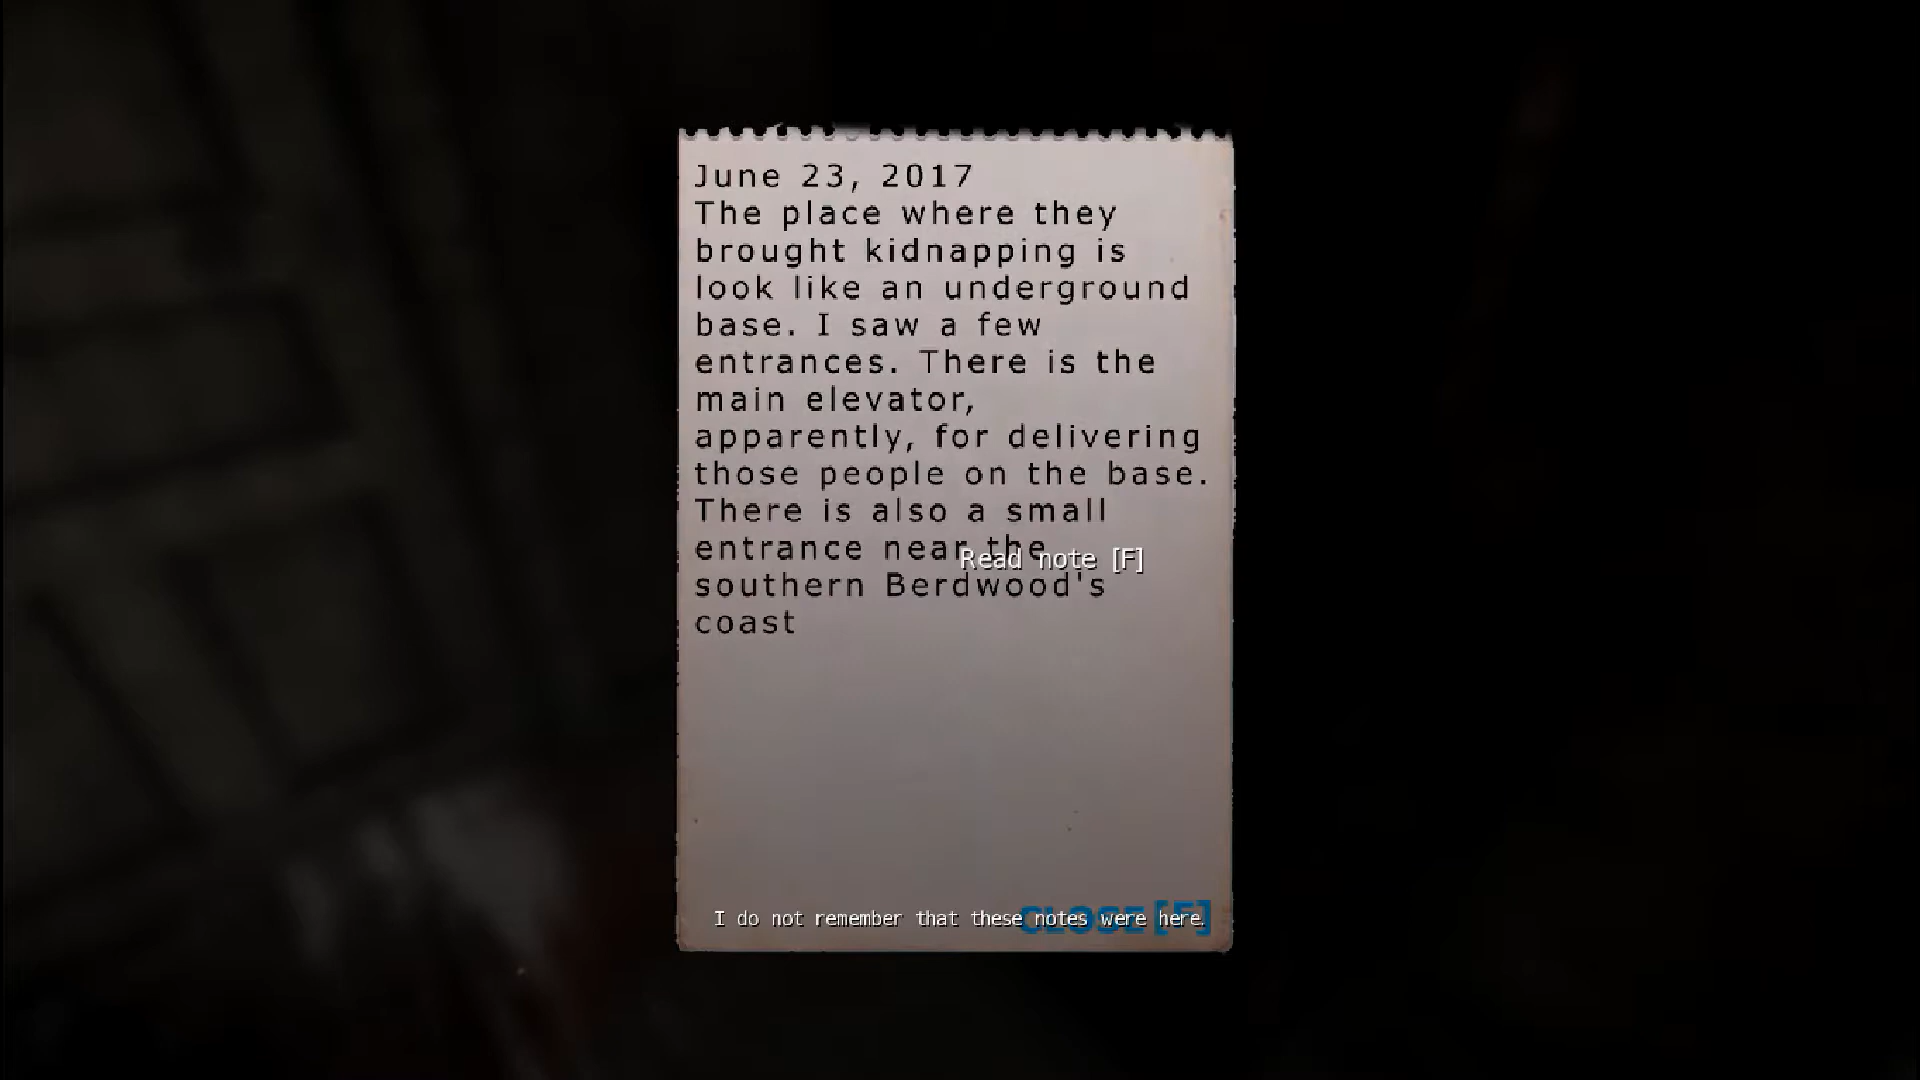 June 23, 2017
The place where they
brought kidnapping is
look like an underground
base. I saw a few
entrances. There is the
main elevator,
apparently, for delivering
those people on the base.
There is also a small
entrance near the
Read note [F]
southern Berdwood's
coast
I do not remember that these notes were here.
CLOSE [F]